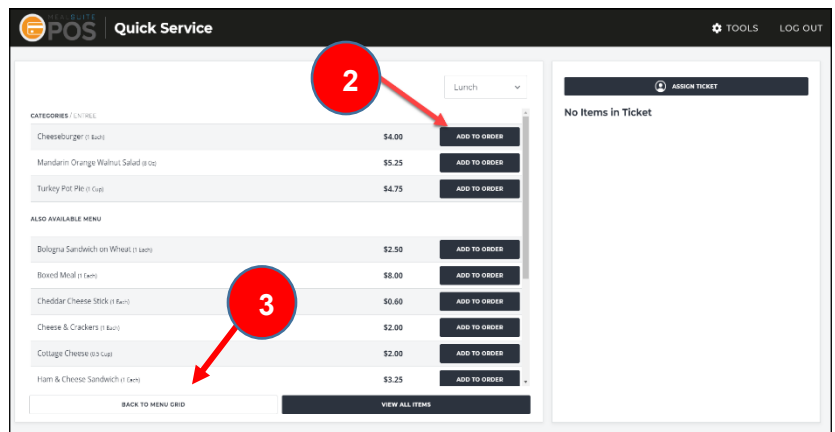 MEALSUITE
EPOS Quick Service TOOLS LOG OUT
2
Lunch
ASSIGN TICKET
No Items in Ticket
CATEGORIES / ENTREE
Cheeseburger (1 Each) $4.00 ADD TO ORDER
Mandarin Orange Walnut Salad (8 Oz) $5.25 ADD TO ORDER
Turkey Pot Pie (1 Cup) $4.75 ADD TO ORDER
ALSO AVAILABLE MENU
Bologna Sandwich on Wheat (1 Each) $2.50 ADD TO ORDER
Boxed Meal (1 Each) $8.00 ADD TO ORDER
Cheddar Cheese Stick (1 Each) $0.60 ADD TO ORDER
3
Cheese & Crackers (1 Each) $2.00 ADD TO ORDER
Cottage Cheese (0.5 Cup) $2.00 ADD TO ORDER
Ham & Cheese Sandwich (1 Each) $3.25 ADD TO ORDER
BACK TO MENU GRID VIEW ALL ITEMS